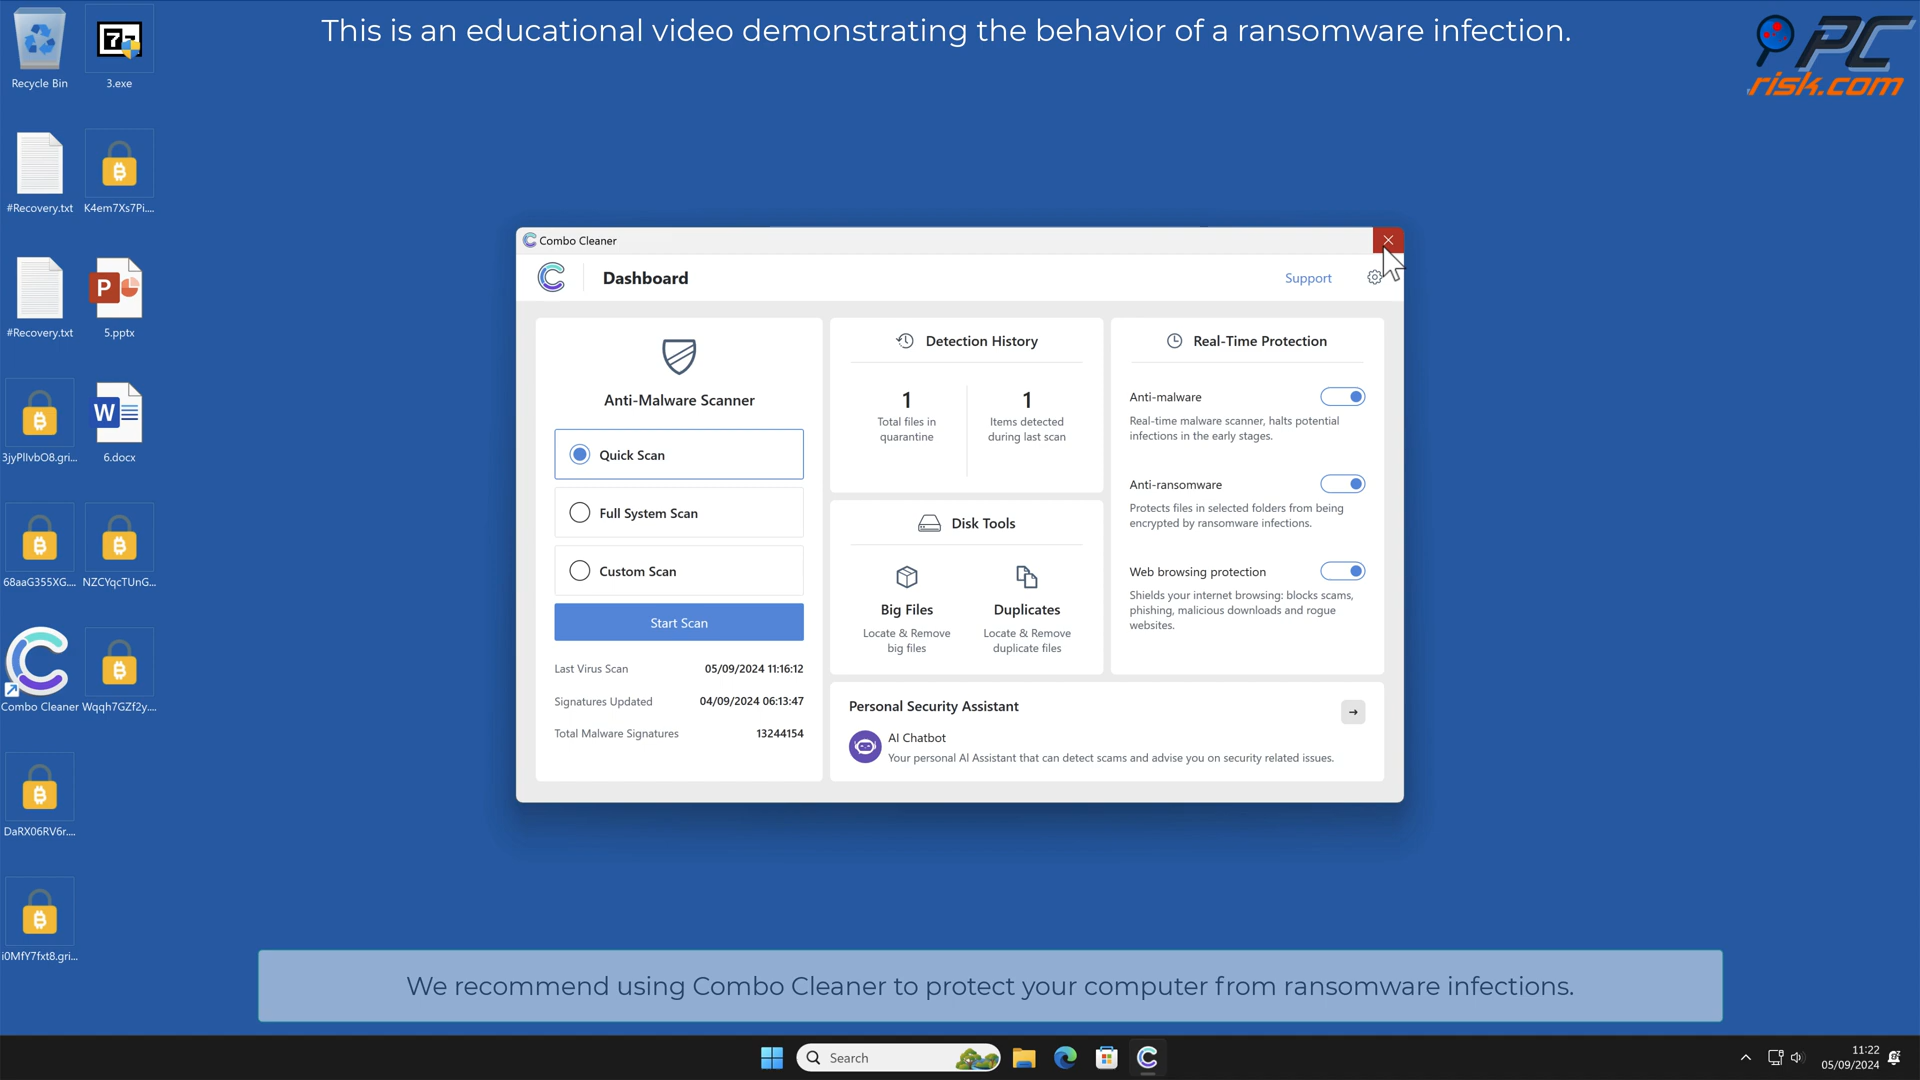 This is an educational video demonstrating the behavior of a ransomware infection.
PC
risk.com
Recycle Bin
3.exe
#Recovery.txt
K4em7Xs7Pi....
#Recovery.txt
5.pptx
3jyPlIvbO8.gri...
6.docx
68aaG355XG....
NZCYqcTUnG...
Combo Cleaner
Wqqh7GZf2y....
DaRX06RV6r....
i0MfY7fxt8.gri...
Combo Cleaner
Dashboard
Support
Anti-Malware Scanner
Quick Scan
Full System Scan
Custom Scan
Start Scan
Last Virus Scan 05/09/2024 11:16:12
Signatures Updated 04/09/2024 06:13:47
Total Malware Signatures 13244154
Detection History
1
Total files in
quarantine
1
Items detected
during last scan
Disk Tools
Big Files
Locate & Remove
big files
Duplicates
Locate & Remove
duplicate files
Real-Time Protection
Anti-malware
Real-time malware scanner, halts potential
infections in the early stages.
Anti-ransomware
Protects files in selected folders from being
encrypted by ransomware infections.
Web browsing protection
Shields your internet browsing: blocks scams,
phishing, malicious downloads and rogue
websites.
Personal Security Assistant
AI Chatbot
Your personal AI Assistant that can detect scams and advise you on security related issues.
We recommend using Combo Cleaner to protect your computer from ransomware infections.
Search
11:22
05/09/2024